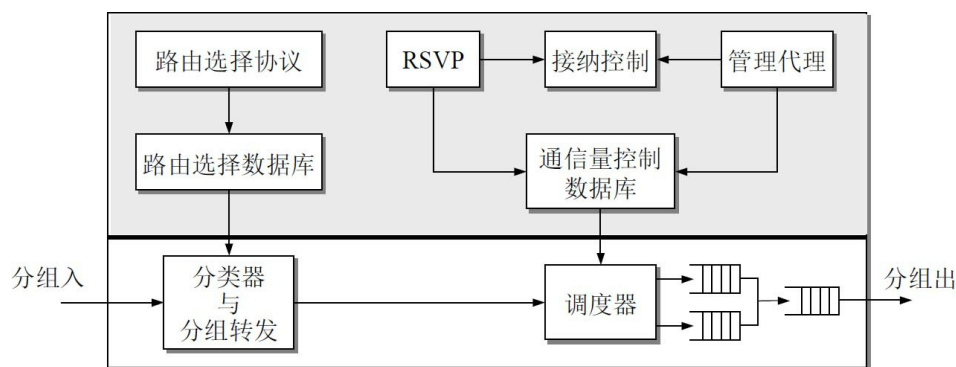 路由选择协议
RSVP
接纳控制
管理代理
路由选择数据库
通信量控制
数据库
分组入
分类器
与
分组转发
调度器
分组出